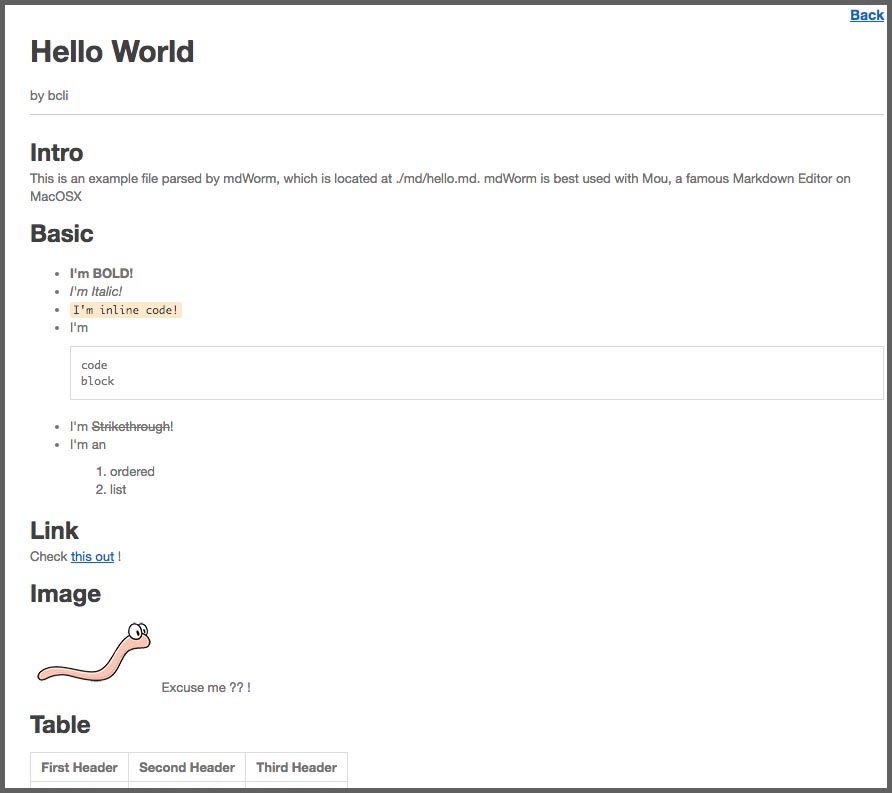 Back
Hello World
by bcli
Intro
This is an example file parsed by mdWorm, which is located at ./md/hello.md. mdWorm is best used with Mou, a famous Markdown Editor on
MacOSX
Basic
• I'm BOLD!
• I'm Italic!
• I'm inline code!
• I'm
code
block
• I'm Strikethrough!
• I'm an
1. ordered
2. list
Link
Check this out !
Image
Excuse me ?? !
Table
First Header Second Header Third Header